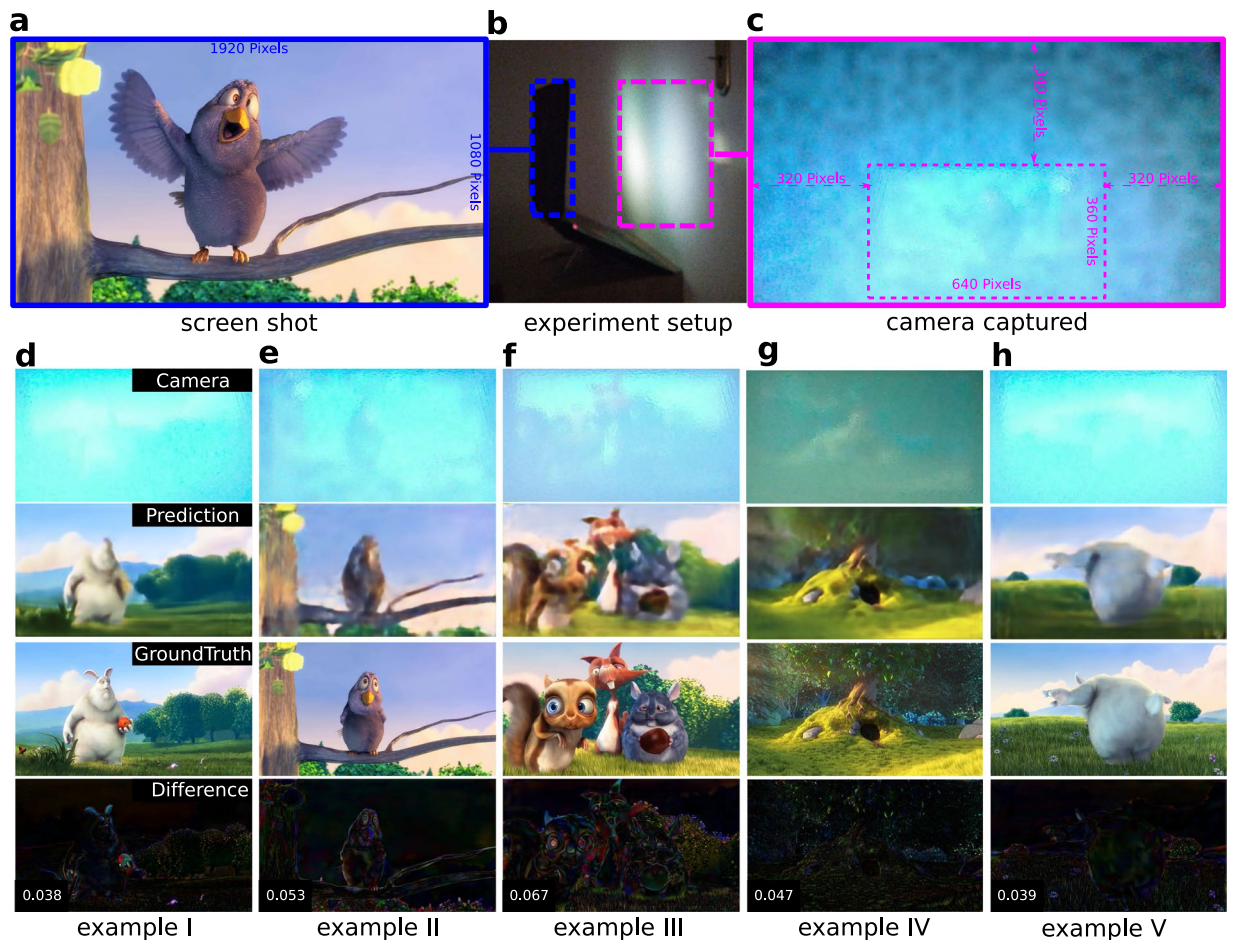 a
b
c
1920 Pixels
1080 Pixels
Pixels
320 Pixels
320 Pixels
360 Pixels
640 Pixels
screen shot
experiment setup
camera captured
d
e
f
g
h
Camera
Prediction
GroundTruth
Difference
0.038
0.053
0.067
0.047
0.039
example I
example II
example III
example IV
example V